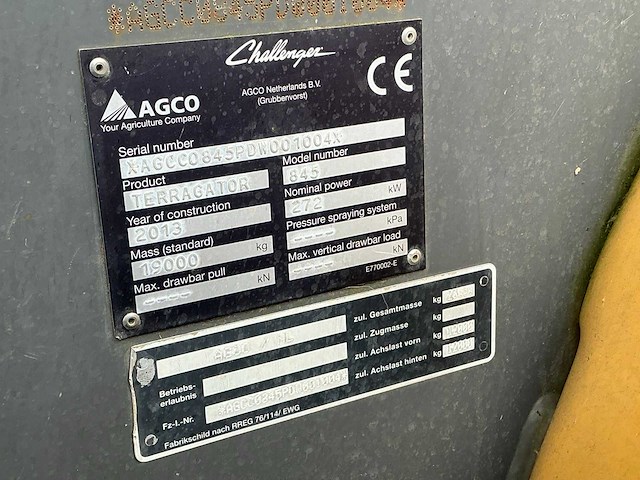 Challenger
AGCO
Your Agriculture Company
AGCO Netherlands B.V.
(Grubbenvorst)
CE
Serial number
*AGCC0845PDW001004*
Product
TERRAGATOR
Model number
845
Year of construction
2013
Nominal power
272 kW
Mass (standard)
19000 kg
Pressure spraying system
---- kPa
Max. drawbar pull
---- kN
Max. vertical drawbar load
---- kN
E770002-E
zul. Gesamtmasse kg
zul. Zugmasse kg
Betriebs-
erlaubnis
zul. Achslast vorn kg
zul. Achslast hinten kg
Fz-I.-Nr.
Fabrikschild nach RREG 76/114/ EWG